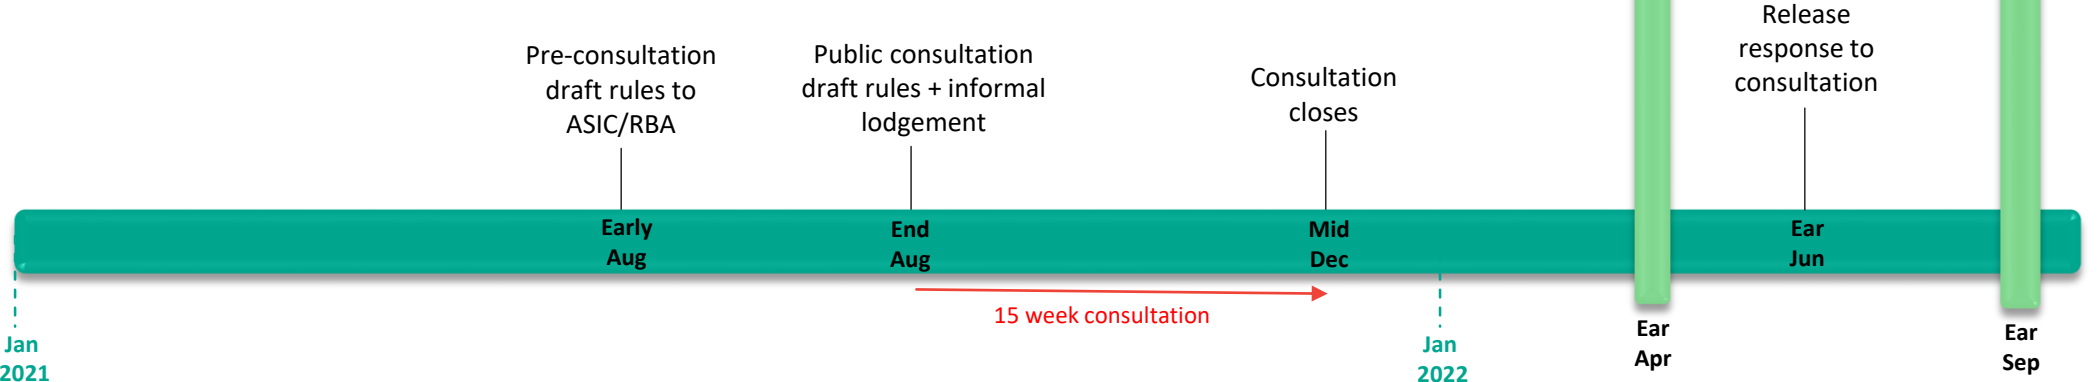 Pre-consultation
draft rules to
ASIC/RBA
Public consultation
draft rules + informal
lodgement
Consultation
closes
Release
response to
consultation
Early
Aug
End
Aug
Mid
Dec
Ear
Jun
15 week consultation
Jan
2021
Jan
2022
Ear
Apr
Ear
Sep